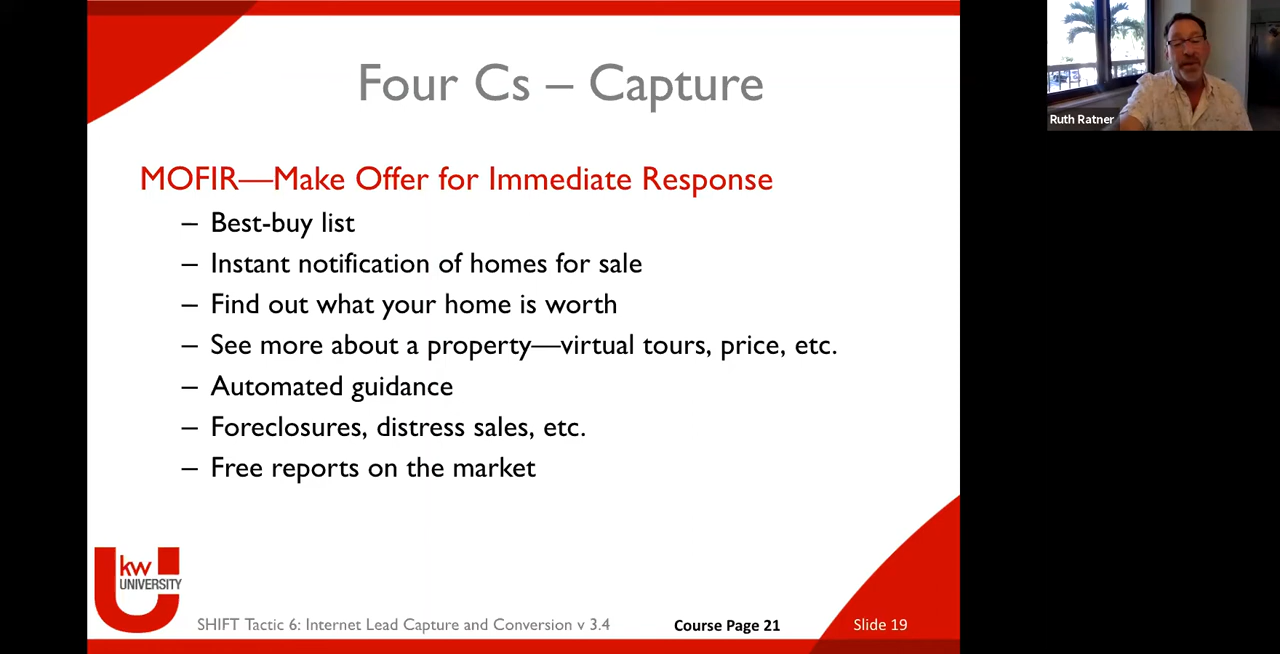 Four Cs – Capture
Ruth Ratner
MOFIR—Make Offer for Immediate Response
– Best-buy list
– Instant notification of homes for sale
– Find out what your home is worth
– See more about a property—virtual tours, price, etc.
– Automated guidance
– Foreclosures, distress sales, etc.
– Free reports on the market
kw
UNIVERSITY
SHIFT Tactic 6: Internet Lead Capture and Conversion v 3.4
Course Page 21
Slide 19